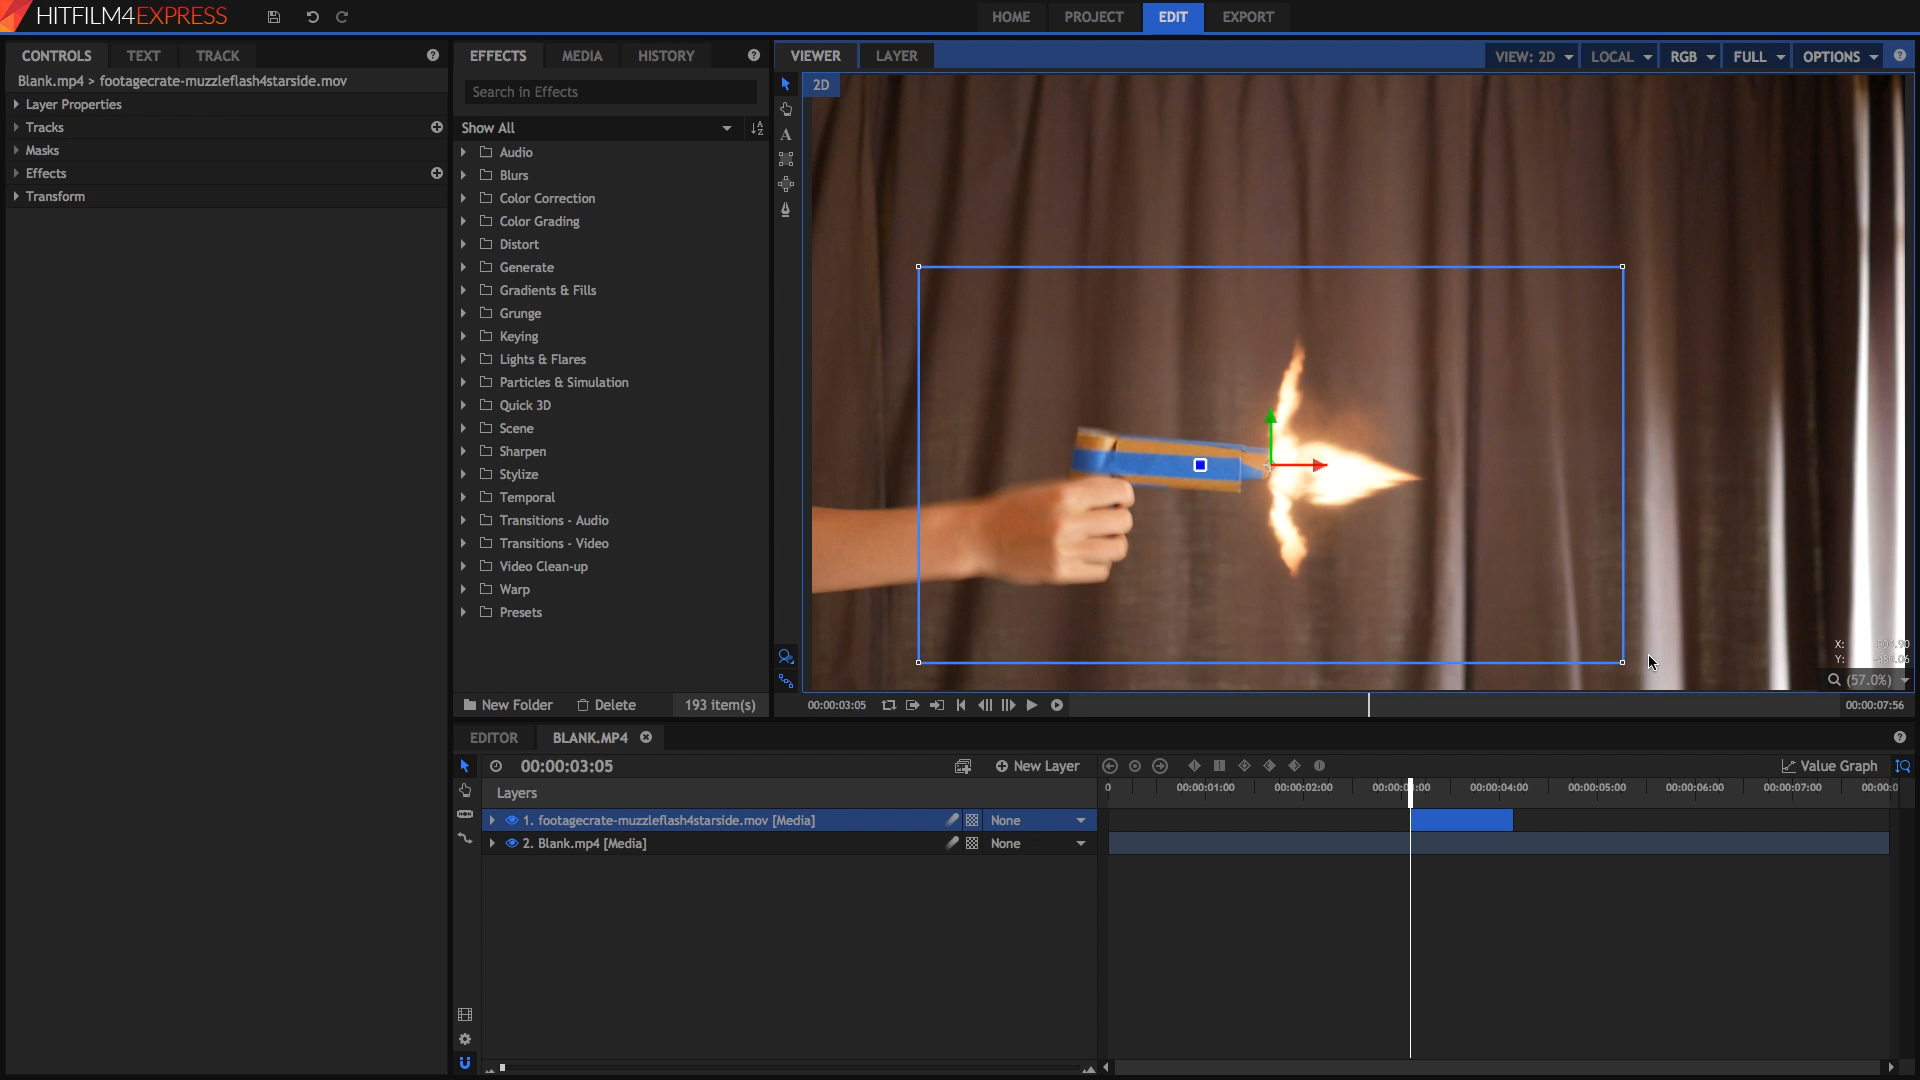 HITFILM4EXPRESS
HOME
PROJECT
EDIT
EXPORT
CONTROLS
TEXT
TRACK
Blank.mp4 > footagecrate-muzzleflash4starside.mov
Layer Properties
Tracks
Masks
Effects
Transform
EFFECTS
MEDIA
HISTORY
Search in Effects
Show All
Audio
Blurs
Color Correction
Color Grading
Distort
Generate
Gradients & Fills
Grunge
Keying
Lights & Flares
Particles & Simulation
Quick 3D
Scene
Sharpen
Stylize
Temporal
Transitions - Audio
Transitions - Video
Video Clean-up
Warp
Presets
New Folder
Delete
193 item(s)
VIEWER
LAYER
VIEW: 2D
LOCAL
RGB
FULL
OPTIONS
2D
X:
Y:
(57.0%)
00:00:03:05
00:00:07:56
EDITOR
BLANK.MP4
00:00:03:05
New Layer
Value Graph
Layers
0
00:00:01:00
00:00:02:00
00:00:04:00
00:00:05:00
00:00:06:00
00:00:07:00
00:00:0
1. footagecrate-muzzleflash4starside.mov [Media]
None
2. Blank.mp4 [Media]
None